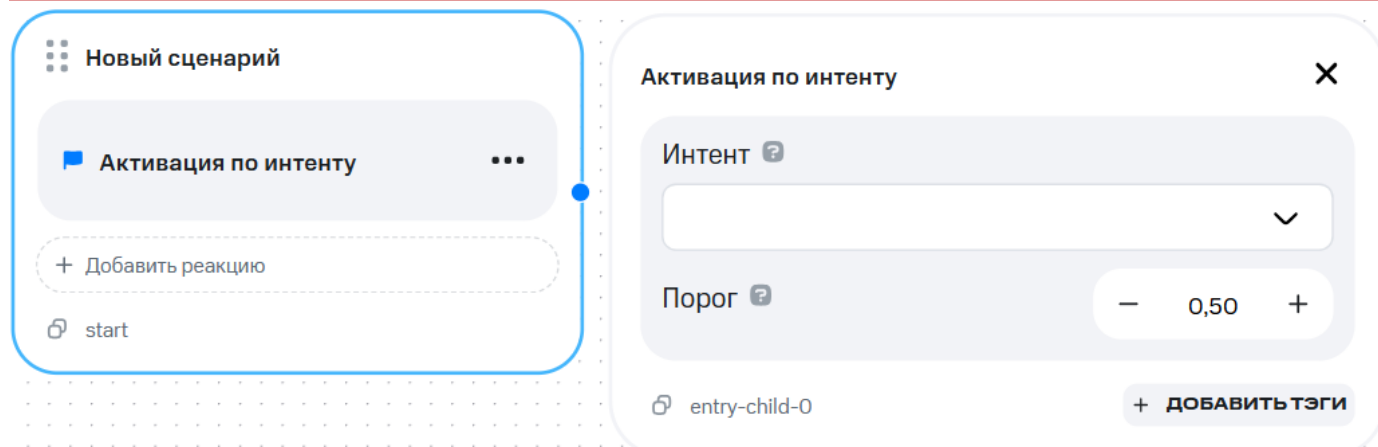 Новый сценарий
Активация по интенту
+ Добавить реакцию
start
Активация по интенту
Интент ?
Порог ?
− 0,50 +
entry-child-0
+ ДОБАВИТЬ ТЭГИ